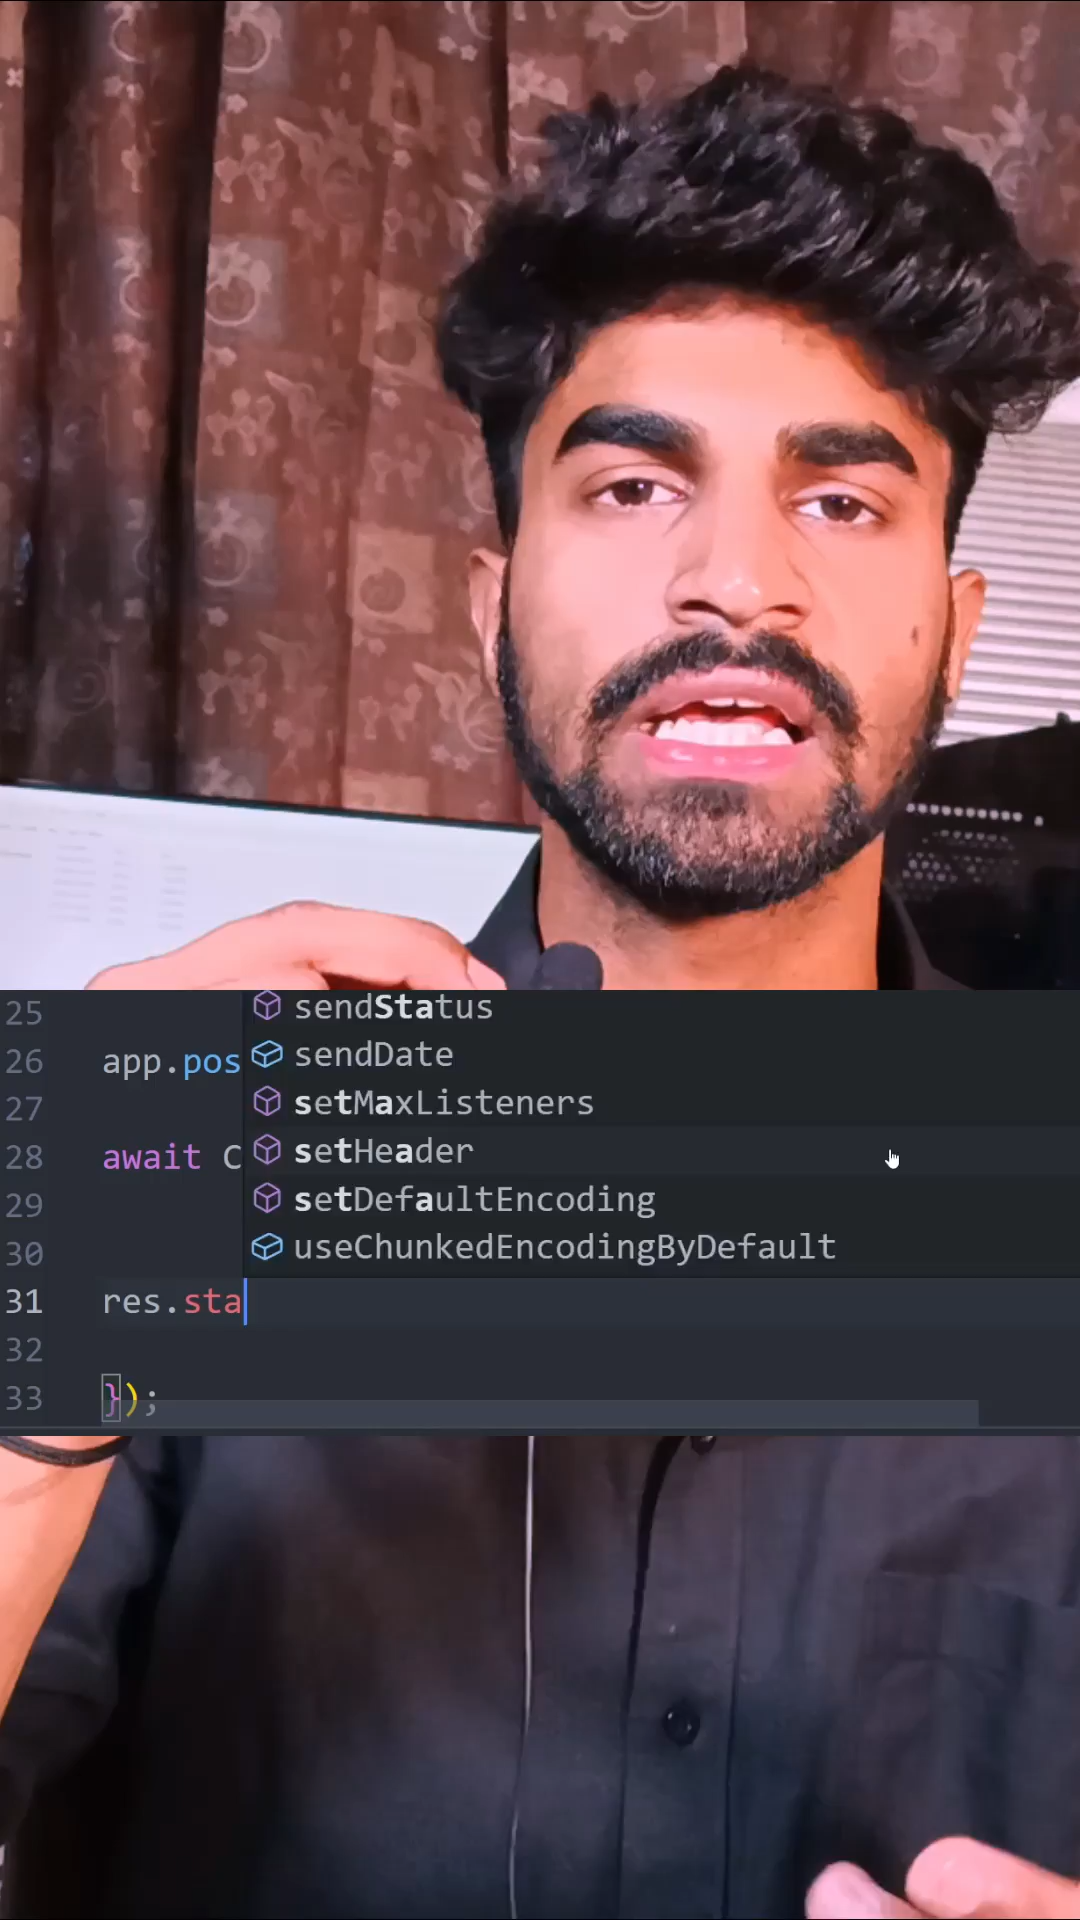 25
sendStatus
26 app.pos
sendDate
27
setMaxListeners
28 await C
setHeader
29
setDefaultEncoding
30
useChunkedEncodingByDefault
31 res.sta
32
33 });